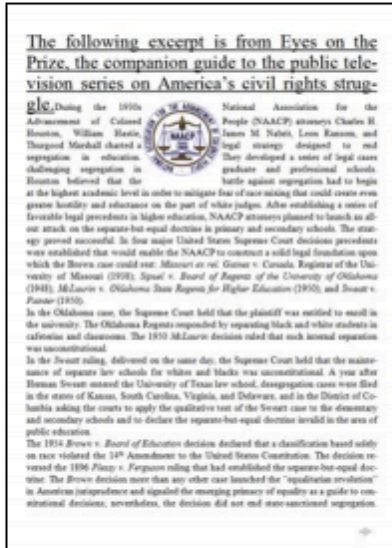 The following excerpt is from Eyes on the
Prize, the companion guide to the public tele-
vision series on America's civil rights strug-
gle. During the 1930s National Association for the
Advancement of Colored People (NAACP) attorneys Charles H.
Houston, William Hastie, James M. Nabrit, Leon Ransom, and
Thurgood Marshall charted a legal strategy designed to end
segregation in education. They developed a series of legal cases
challenging segregation in graduate and professional schools.
Houston believed that the battle against segregation had to begin
at the highest academic level in order to mitigate fear of race mixing that could create even
greater hostility and reluctance on the part of white judges. After establishing a series of
favorable legal precedents in higher education, NAACP attorneys planned to launch an all-
out attack on the separate-but-equal doctrine in primary and secondary schools. The strat-
egy proved successful. In four major United States Supreme Court decisions precedents
were established that would enable the NAACP to construct a solid legal foundation upon
which the Brown case could rest: Missouri ex rel. Gaines v. Canada, Registrar of the Uni-
versity of Missouri (1938); Sipuel v. Board of Regents of the University of Oklahoma
(1948); McLaurin v. Oklahoma State Regents for Higher Education (1950); and Sweatt v.
Painter (1950).
In the Oklahoma case, the Supreme Court held that the plaintiff was entitled to enroll in
the university. The Oklahoma Regents responded by separating black and white students in
cafeterias and classrooms. The 1950 McLaurin decision ruled that such internal separation
was unconstitutional.
In the Sweatt ruling, delivered on the same day, the Supreme Court held that the mainte-
nance of separate law schools for whites and blacks was unconstitutional. A year after
Herman Sweatt entered the University of Texas law school, desegregation cases were filed
in the states of Kansas, South Carolina, Virginia, and Delaware, and in the District of Co-
lumbia asking the courts to apply the qualitative test of the Sweatt case to the elementary
and secondary schools and to declare the separate-but-equal doctrine invalid in the area of
public education.
The 1954 Brown v. Board of Education decision declared that a classification based solely
on race violated the 14th Amendment to the United States Constitution. The decision re-
versed the 1896 Plessy v. Ferguson ruling that had established the separate-but-equal doc-
trine. The Brown decision more than any other case launched the "equalitarian revolution"
in American jurisprudence and signaled the emerging primacy of equality as a guide to con-
stitutional decisions; nevertheless, the decision did not end state-sanctioned segregation.
NAACP